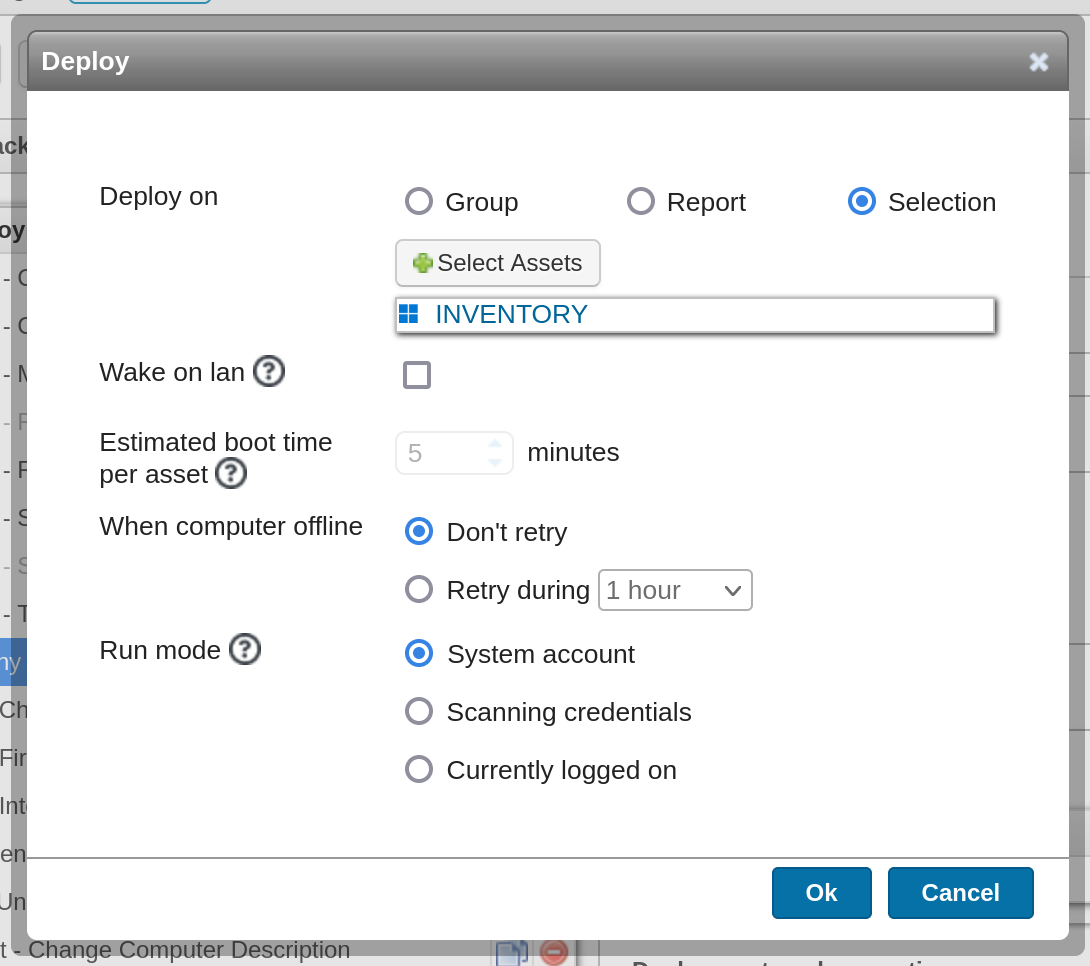 Deploy
Deploy on
Group
Report
Selection
Select Assets
INVENTORY
Wake on lan
?
Estimated boot time
per asset
?
5
minutes
When computer offline
Don't retry
Retry during
1 hour
Run mode
?
System account
Scanning credentials
Currently logged on
Ok
Cancel
t - Change Computer Description